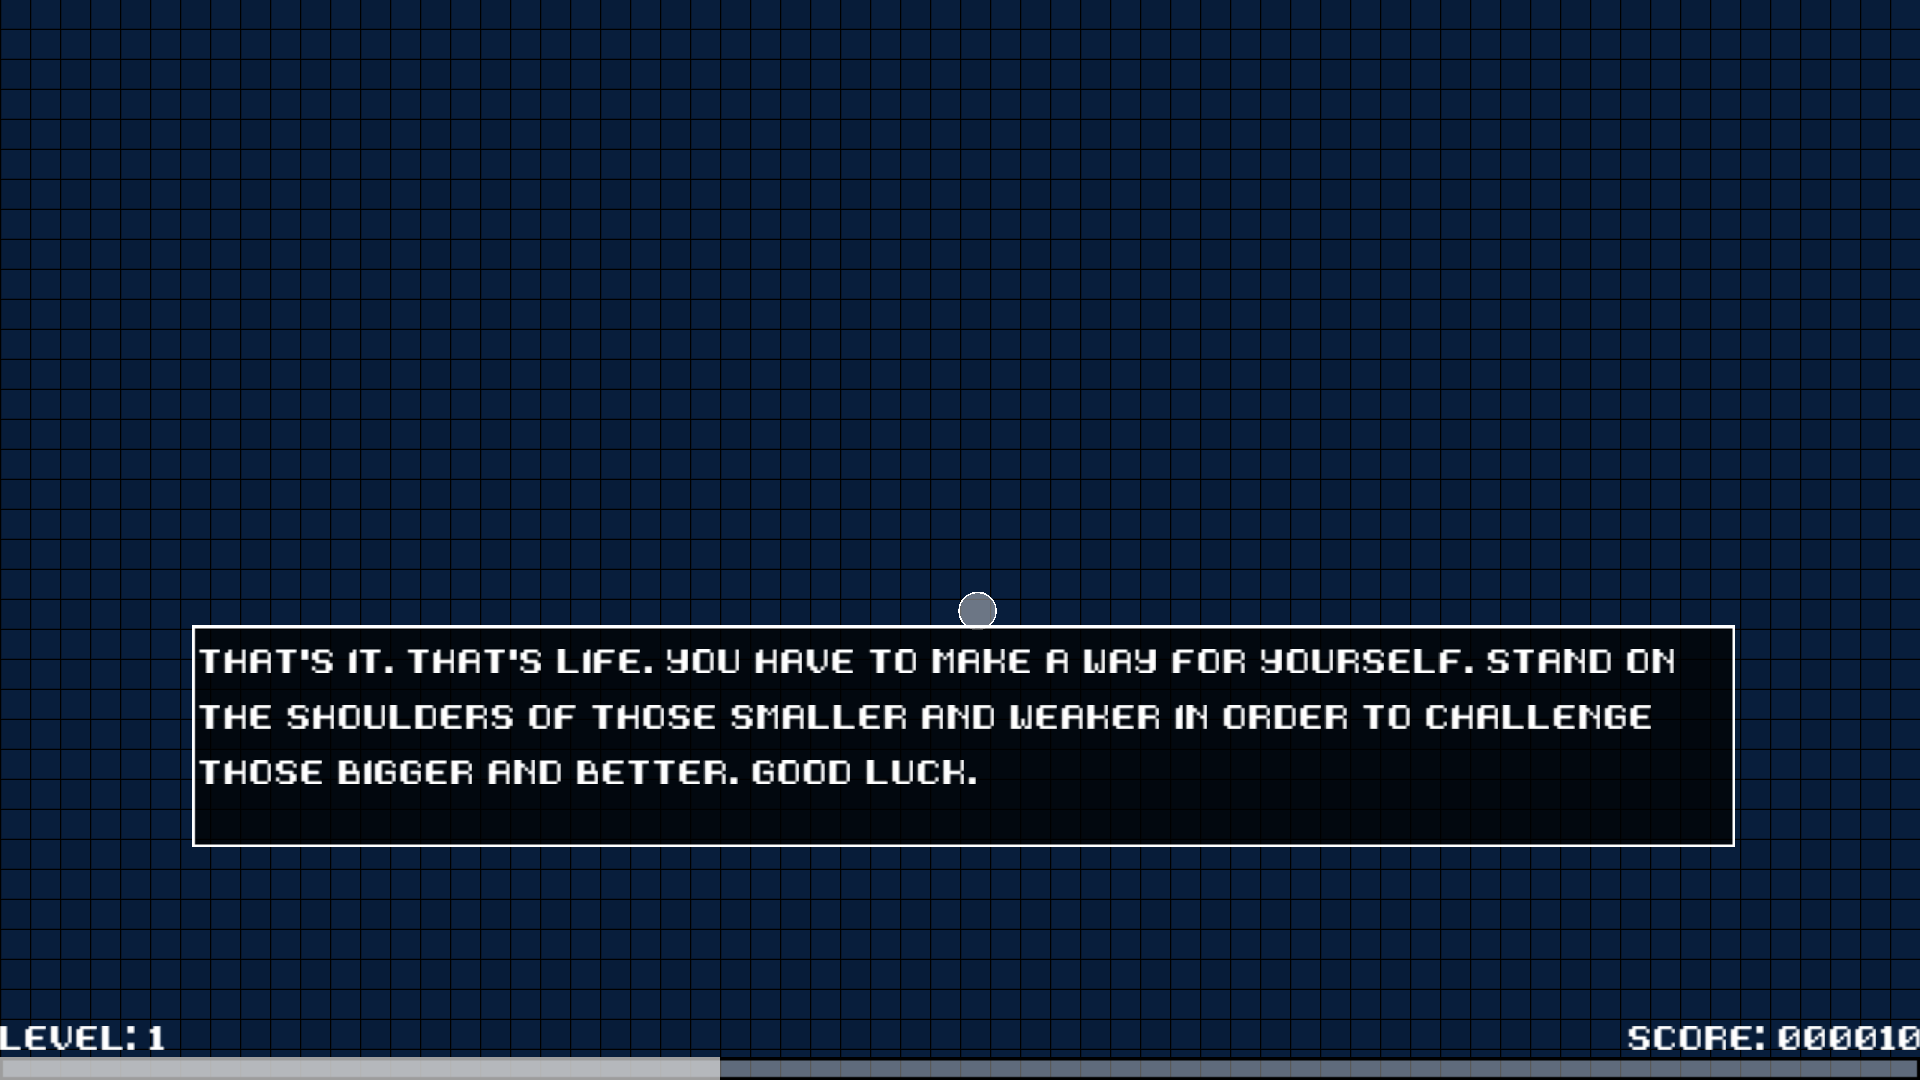 THAT'S IT. THAT'S LIFE. YOU HAVE TO MAKE A WAY FOR YOURSELF. STAND ON
THE SHOULDERS OF THOSE SMALLER AND WEAKER IN ORDER TO CHALLENGE
THOSE BIGGER AND BETTER. GOOD LUCK.
LEVEL: 1
SCORE: 000010